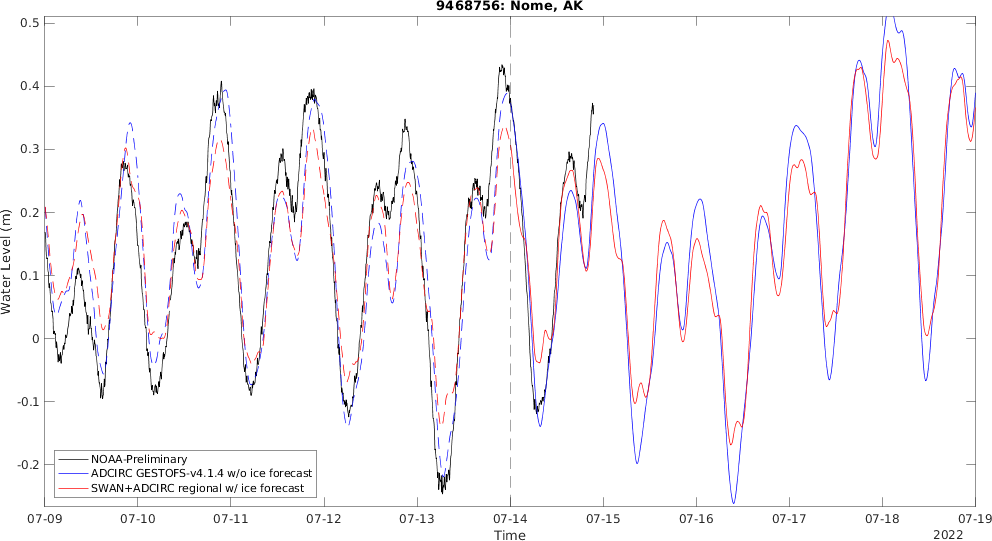 9468756: Nome, AK
0.5
0.4
0.3
0.2
0.1
0
-0.1
-0.2
Water Level (m)
NOAA-Preliminary
ADCIRC GESTOFS-v4.1.4 w/o ice forecast
SWAN+ADCIRC regional w/ ice forecast
07-09 07-10 07-11 07-12 07-13 07-14 07-15 07-16 07-17 07-18 07-19
Time
2022